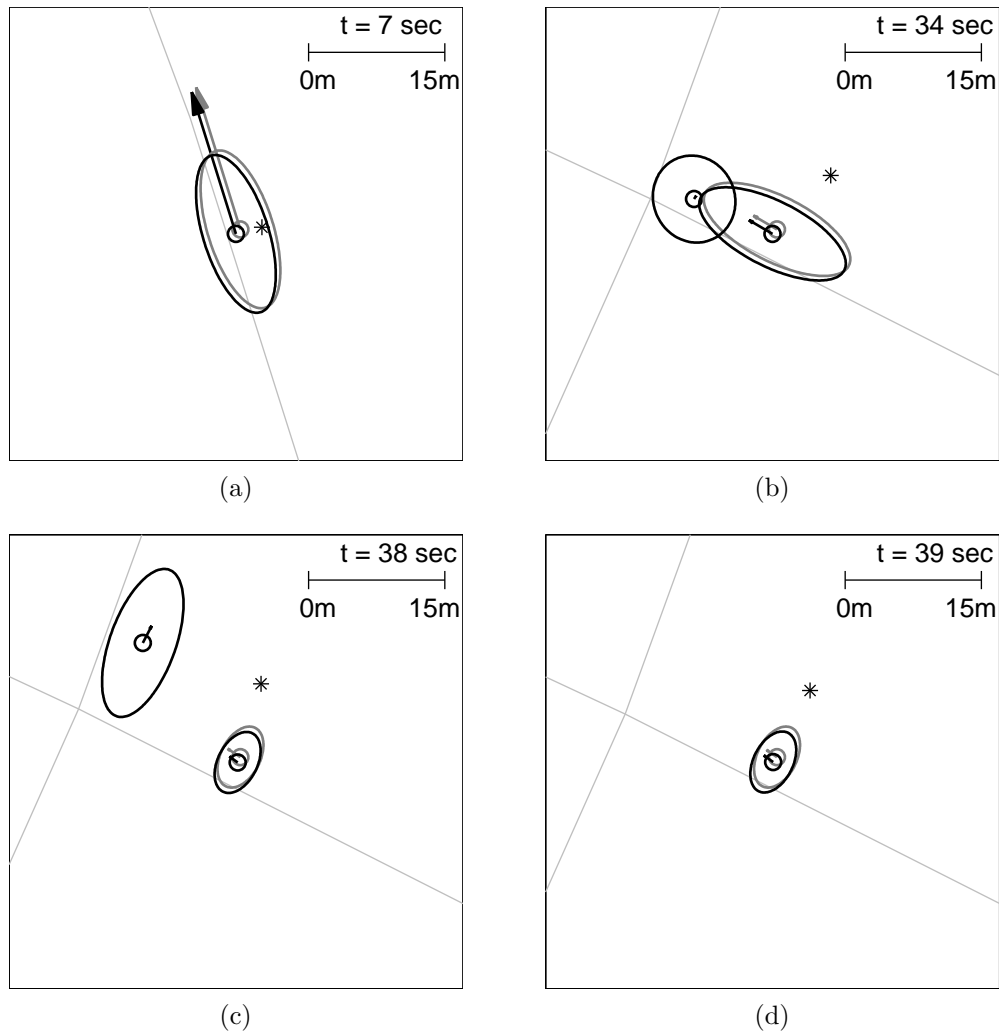 t = 7 sec
0m 15m
(a)
t = 34 sec
0m 15m
(b)
t = 38 sec
0m 15m
(c)
t = 39 sec
0m 15m
(d)